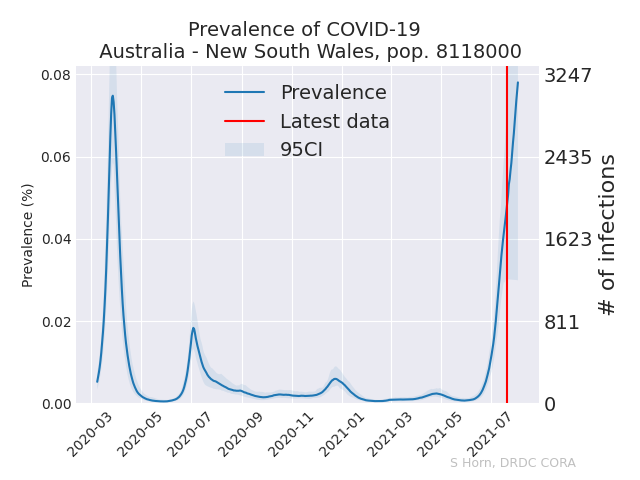 Prevalence of COVID-19
Australia - New South Wales, pop. 8118000
Prevalence (%)
0.08
0.06
0.04
0.02
0.00
Prevalence
Latest data
95CI
3247
2435
1623
811
0
# of infections
2020-03
2020-05
2020-07
2020-09
2020-11
2021-01
2021-03
2021-05
2021-07
S Horn, DRDC CORA